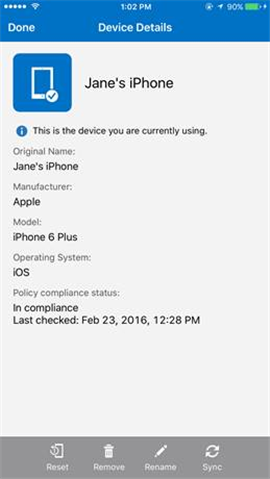 1:02 PM 90%
Done Device Details
Jane's iPhone
This is the device you are currently using.
Original Name:
Jane's iPhone
Manufacturer:
Apple
Model:
iPhone 6 Plus
Operating System:
iOS
Policy compliance status:
In compliance
Last checked: Feb 23, 2016, 12:28 PM
Reset Remove Rename Sync